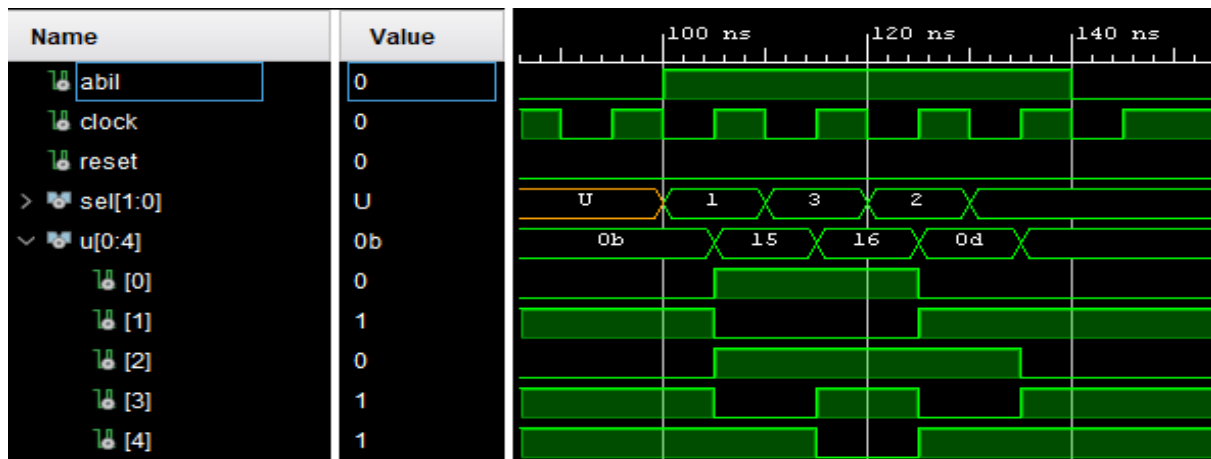 Name Value 100 ns 120 ns 140 ns
abil 0
clock 0
reset 0
> sel[1:0] U U 1 3 2
u[0:4] 0b 0b 15 16 0d
[0] 0
[1] 1
[2] 0
[3] 1
[4] 1